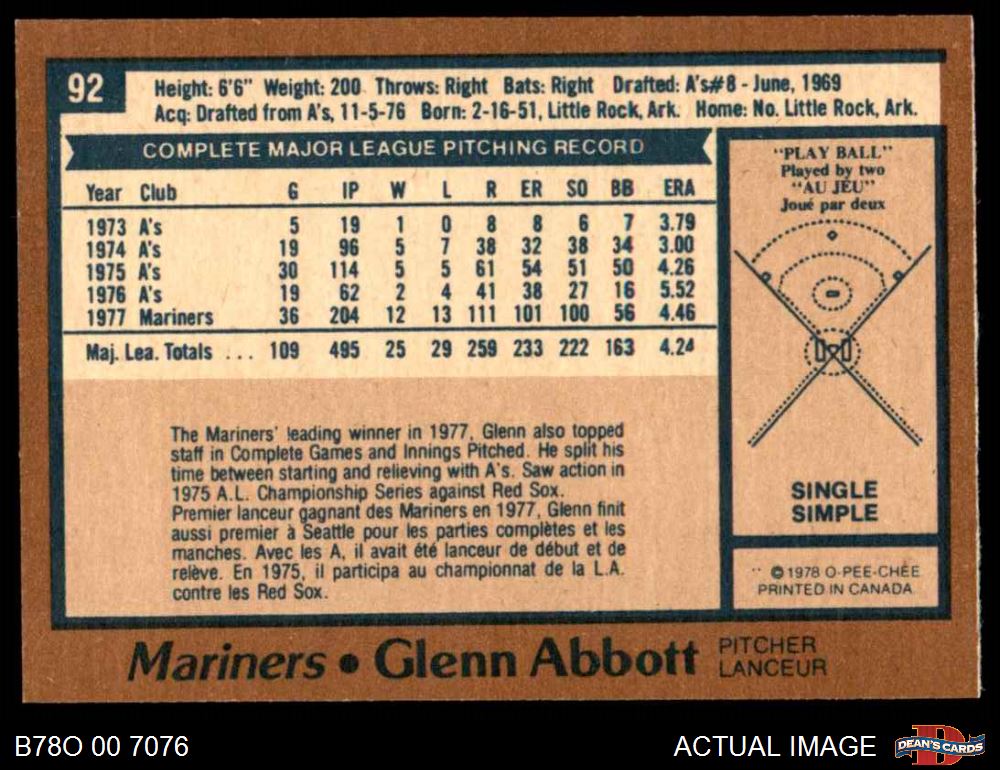 92
Height: 6'6" Weight: 200 Throws: Right Bats: Right Drafted: A's#8 - June, 1969
Acq: Drafted from A's, 11-5-76 Born: 2-16-51, Little Rock, Ark. Home: No. Little Rock, Ark.
COMPLETE MAJOR LEAGUE PITCHING RECORD
Year Club G IP W L R ER SO BB ERA
1973 A's 5 19 1 0 8 8 6 7 3.79
1974 A's 19 96 5 7 38 32 38 34 3.00
1975 A's 30 114 5 5 61 54 51 50 4.26
1976 A's 19 62 2 4 41 38 27 16 5.52
1977 Mariners 36 204 12 13 111 101 100 56 4.46
Maj. Lea. Totals ... 109 495 25 29 259 233 222 163 4.24
The Mariners' leading winner in 1977, Glenn also topped
staff in Complete Games and Innings Pitched. He split his
time between starting and relieving with A's. Saw action in
1975 A.L. Championship Series against Red Sox.
Premier lanceur gagnant des Mariners en 1977, Glenn finit
aussi premier à Seattle pour les parties complètes et les
manches. Avec les A, il avait été lanceur de début et de
relève. En 1975, il participa au championnat de la L.A.
contre les Red Sox.
"PLAY BALL"
Played by two
"AU JEU"
Joué par deux
SINGLE
SIMPLE
©1978 O-PEE-CHEE
PRINTED IN CANADA
Mariners • Glenn Abbott
PITCHER
LANCEUR
B78O 00 7076
ACTUAL IMAGE
DEAN'S CARDS